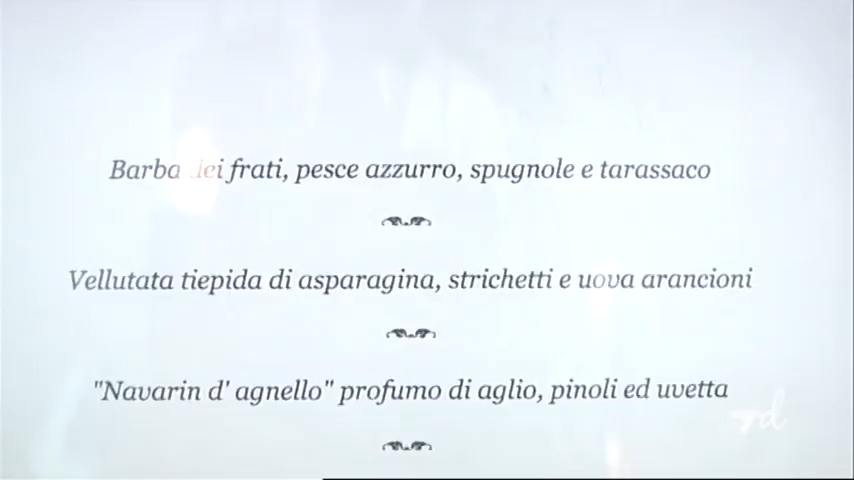 Barba dei frati, pesce azzurro, spugnole e tarassaco
Vellutata tiepida di asparagina, strichetti e uova arancioni
"Navarin d' agnello" profumo di aglio, pinoli ed uvetta
7d